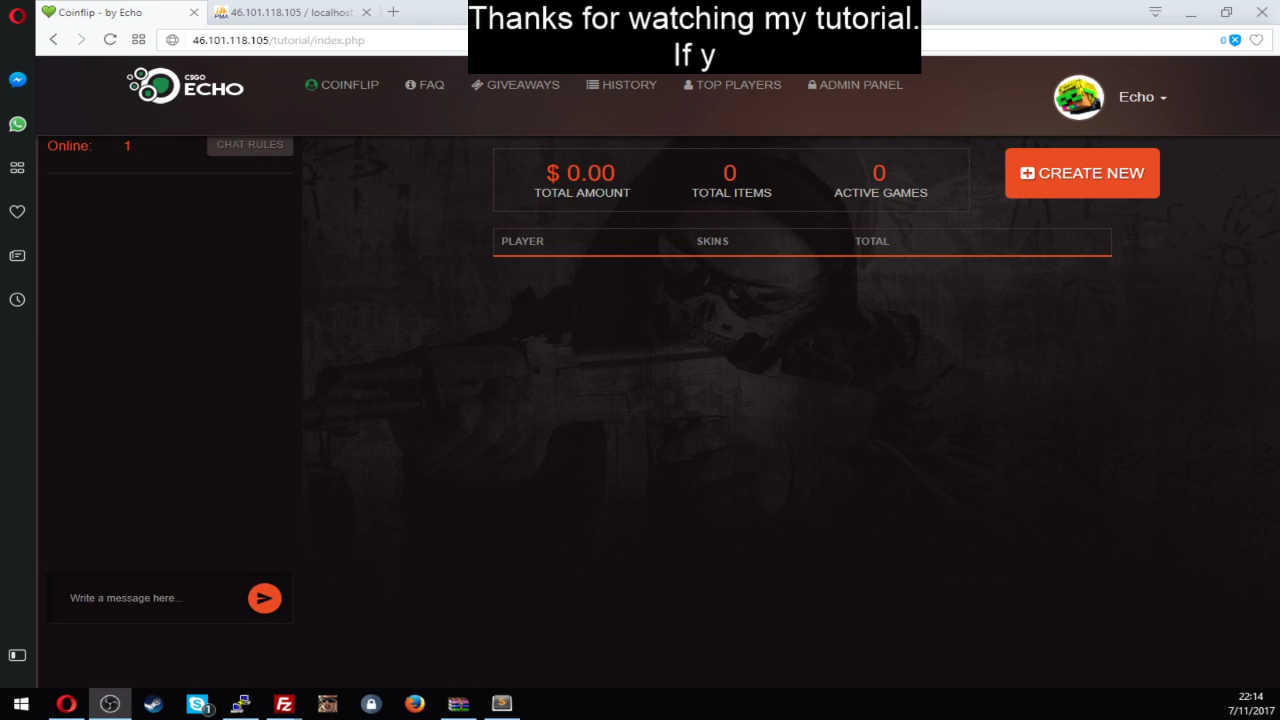 Coinflip - by Echo
PMA
46.101.118.105 / localhost
Thanks for watching my tutorial.
If y
46.101.118.105/tutorial/index.php
0
CSGO
ECHO
COINFLIP
FAQ
GIVEAWAYS
HISTORY
TOP PLAYERS
ADMIN PANEL
Echo
Online: 1
CHAT RULES
$ 0.00
0
0
TOTAL AMOUNT
TOTAL ITEMS
ACTIVE GAMES
CREATE NEW
PLAYER
SKINS
TOTAL
Write a message here...
22:14
7/11/2017